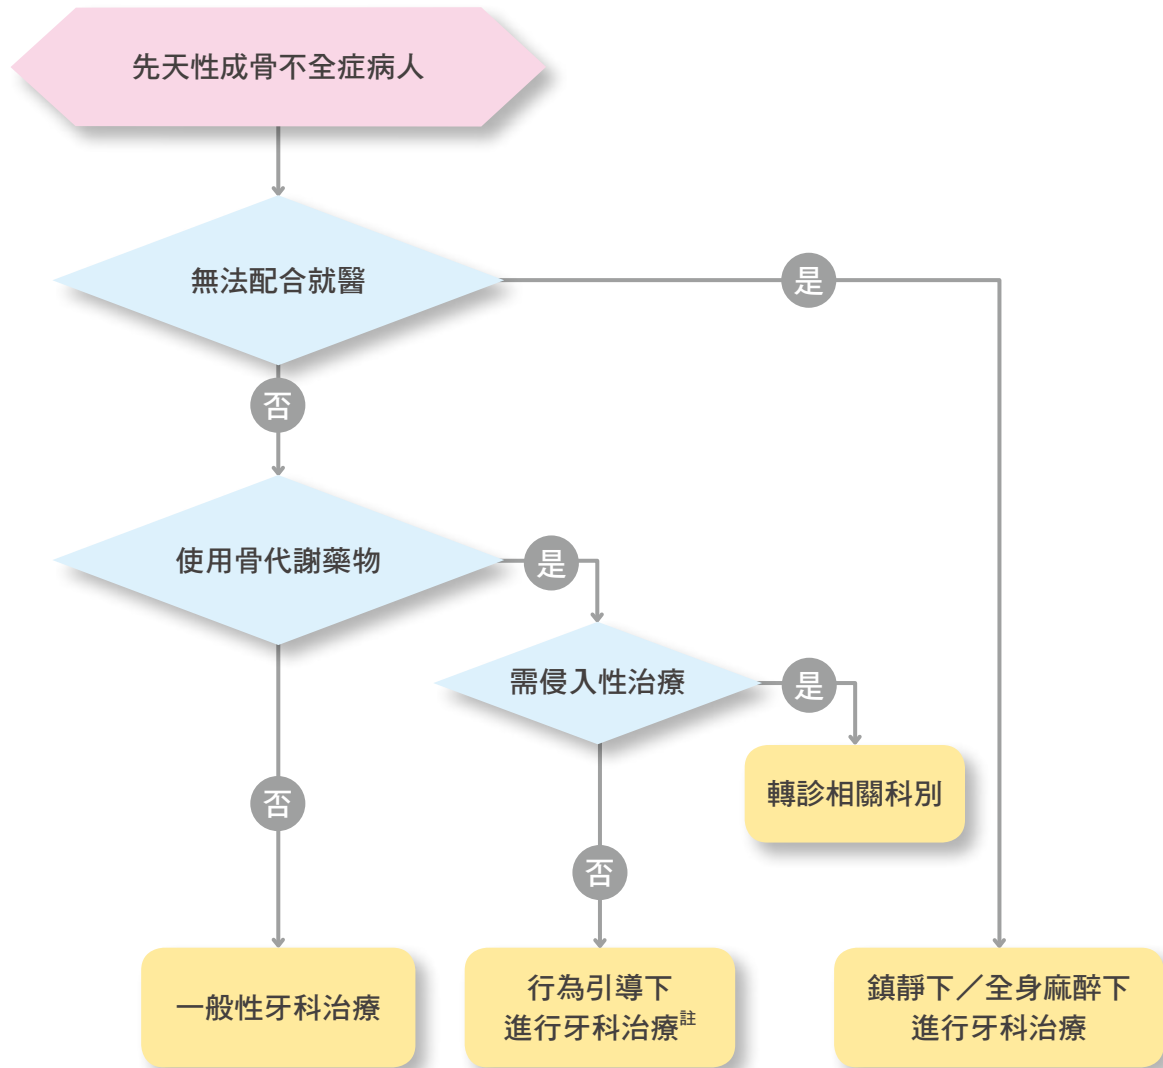 先天性成骨不全症病人
無法配合就醫
是
否
使用骨代謝藥物
是
需侵入性治療
是
轉診相關科別
否
否
一般性牙科治療
行為引導下
進行牙科治療註
鎮靜下／全身麻醉下
進行牙科治療